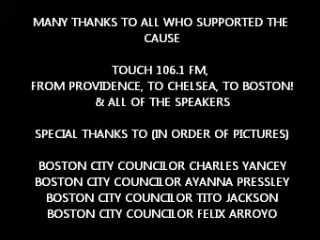 MANY THANKS TO ALL WHO SUPPORTED THE
CAUSE
TOUCH 106.1 FM,
FROM PROVIDENCE, TO CHELSEA, TO BOSTON!
& ALL OF THE SPEAKERS
SPECIAL THANKS TO (IN ORDER OF PICTURES)
BOSTON CITY COUNCILOR CHARLES YANCEY
BOSTON CITY COUNCILOR AYANNA PRESSLEY
BOSTON CITY COUNCILOR TITO JACKSON
BOSTON CITY COUNCILOR FELIX ARROYO